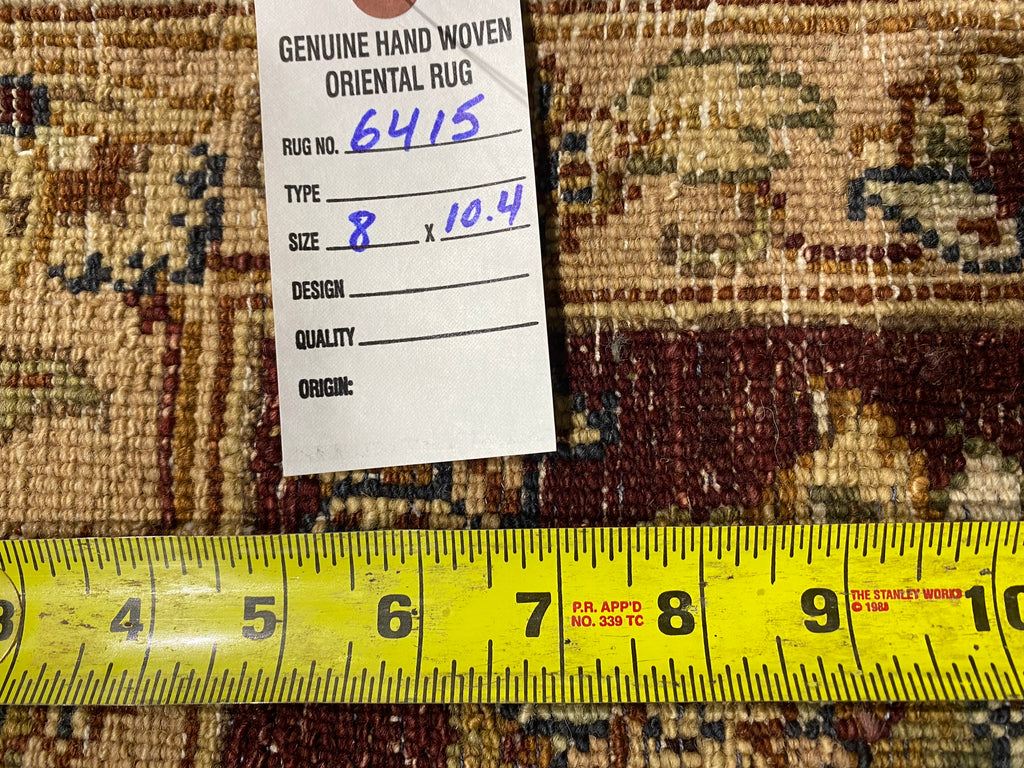 GENUINE HAND WOVEN
ORIENTAL RUG
RUG NO. 6415
TYPE
SIZE 8 X 10.4
DESIGN
QUALITY
ORIGIN:
3 4 5 6 7 P.R. APP'D 8 9 THE STANLEY WORKS 10
NO. 339 TC © 1988